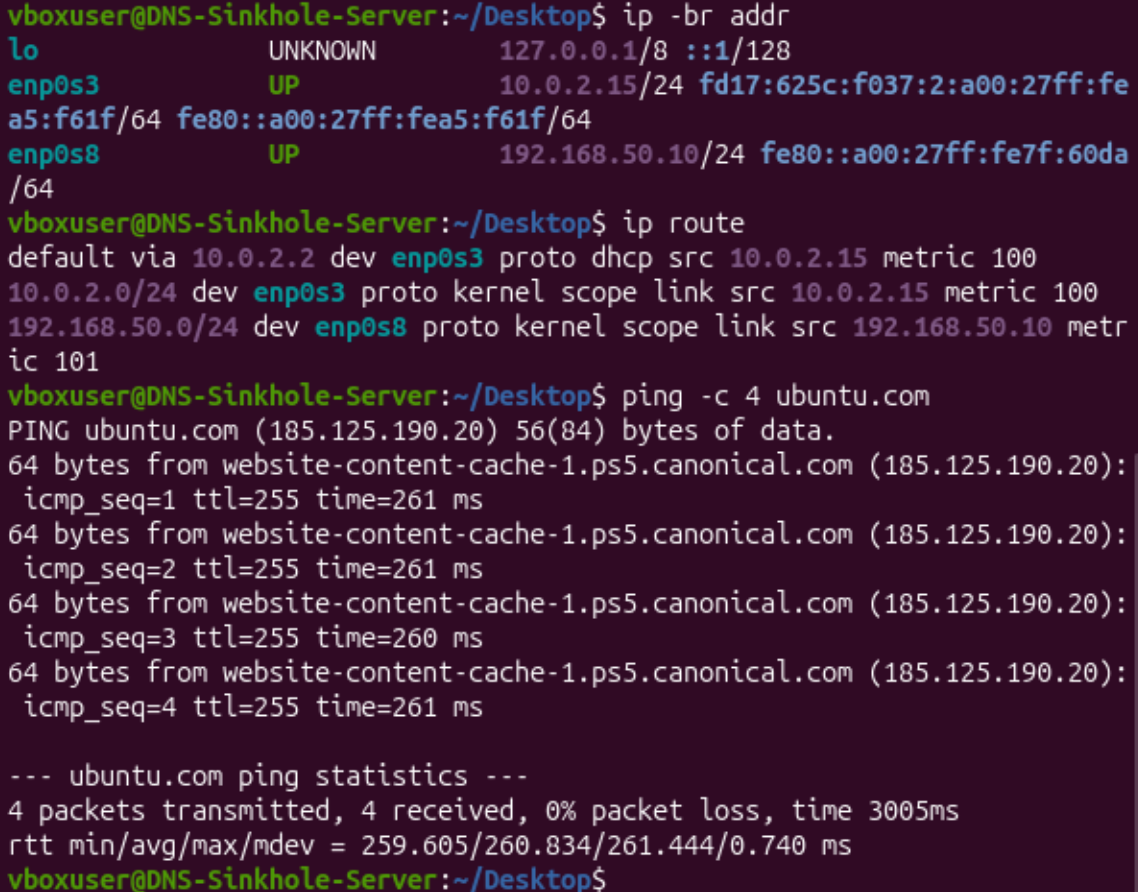 vboxuser@DNS-Sinkhole-Server:~/Desktop$ ip -br addr
lo               UNKNOWN        127.0.0.1/8 ::1/128
enp0s3           UP             10.0.2.15/24 fd17:625c:f037:2:a00:27ff:fe
a5:f61f/64 fe80::a00:27ff:fea5:f61f/64
enp0s8           UP             192.168.50.10/24 fe80::a00:27ff:fe7f:60da
/64
vboxuser@DNS-Sinkhole-Server:~/Desktop$ ip route
default via 10.0.2.2 dev enp0s3 proto dhcp src 10.0.2.15 metric 100
10.0.2.0/24 dev enp0s3 proto kernel scope link src 10.0.2.15 metric 100
192.168.50.0/24 dev enp0s8 proto kernel scope link src 192.168.50.10 metr
ic 101
vboxuser@DNS-Sinkhole-Server:~/Desktop$ ping -c 4 ubuntu.com
PING ubuntu.com (185.125.190.20) 56(84) bytes of data.
64 bytes from website-content-cache-1.ps5.canonical.com (185.125.190.20):
 icmp_seq=1 ttl=255 time=261 ms
64 bytes from website-content-cache-1.ps5.canonical.com (185.125.190.20):
 icmp_seq=2 ttl=255 time=261 ms
64 bytes from website-content-cache-1.ps5.canonical.com (185.125.190.20):
 icmp_seq=3 ttl=255 time=260 ms
64 bytes from website-content-cache-1.ps5.canonical.com (185.125.190.20):
 icmp_seq=4 ttl=255 time=261 ms

--- ubuntu.com ping statistics ---
4 packets transmitted, 4 received, 0% packet loss, time 3005ms
rtt min/avg/max/mdev = 259.605/260.834/261.444/0.740 ms
vboxuser@DNS-Sinkhole-Server:~/Desktop$